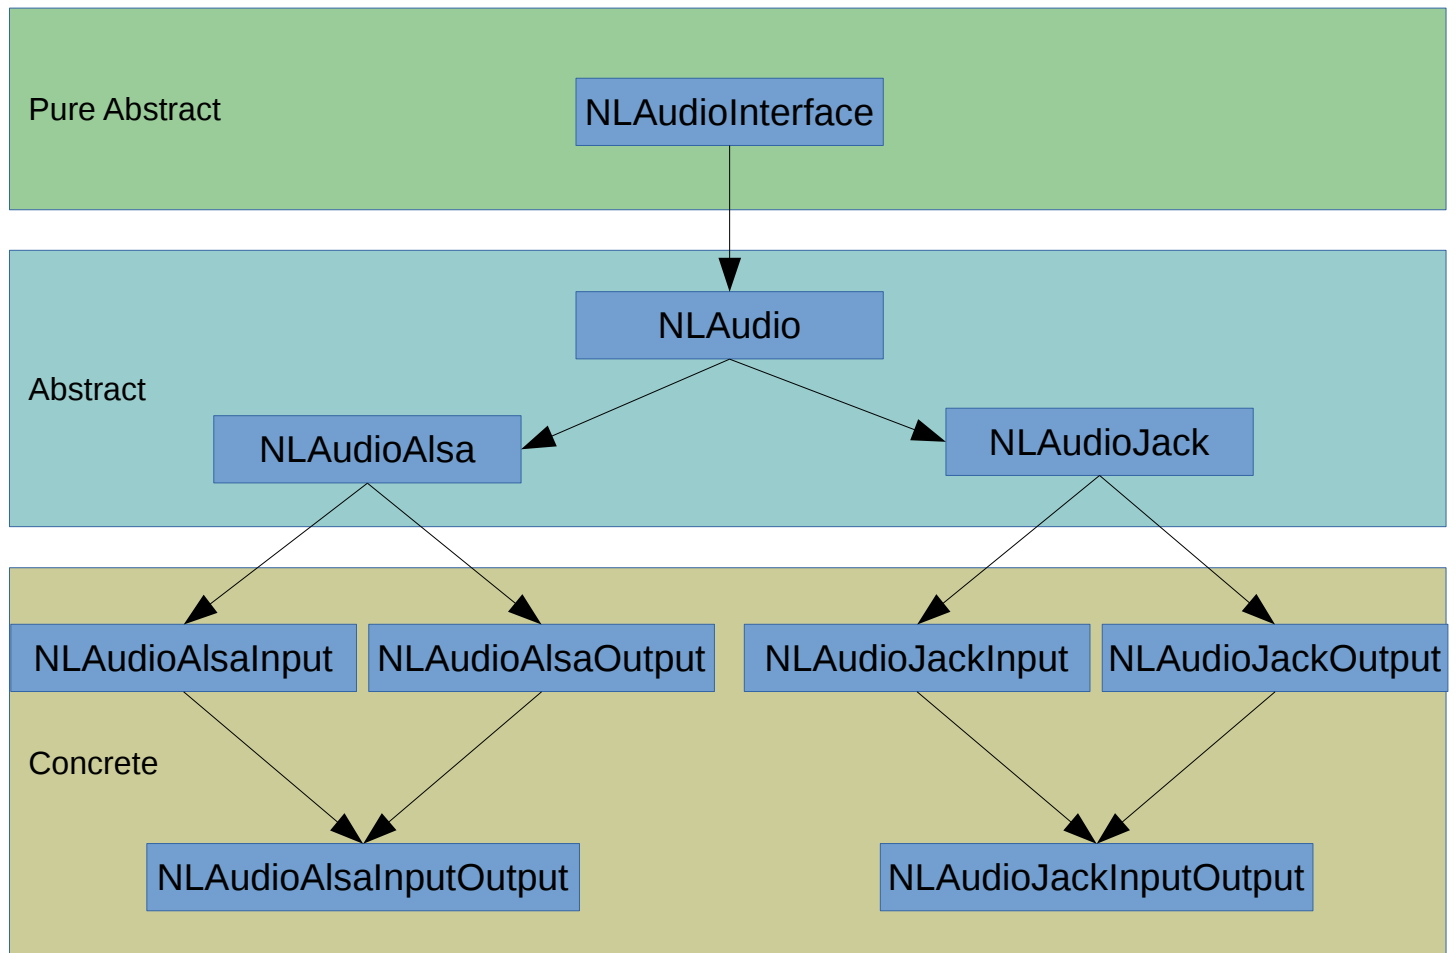 Pure Abstract
NLAudioInterface
NLAudio
Abstract
NLAudioAlsa
NLAudioJack
NLAudioAlsaInput
NLAudioAlsaOutput
NLAudioJackInput
NLAudioJackOutput
Concrete
NLAudioAlsaInputOutput
NLAudioJackInputOutput